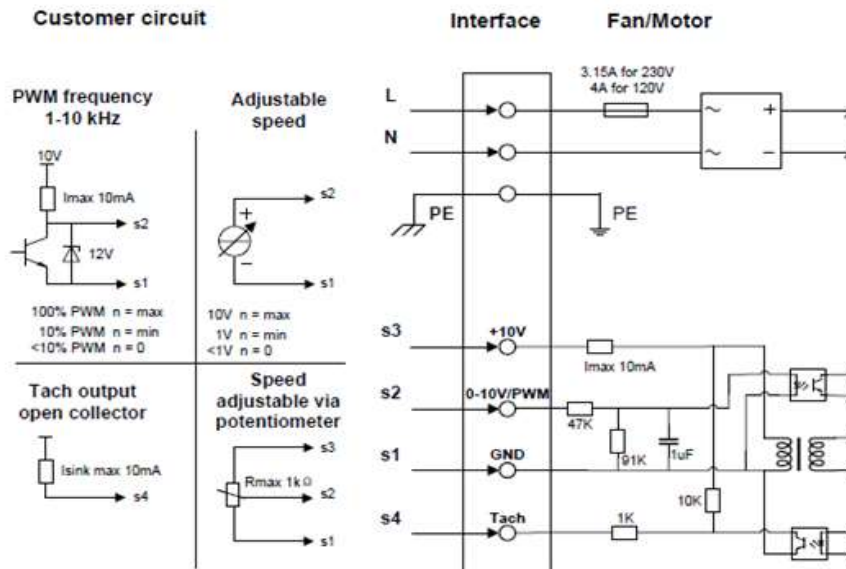 Customer circuit
Interface
Fan/Motor
PWM frequency
1-10 kHz
10V
Imax 10mA
s2
12V
s1
100% PWM n = max
10% PWM n = min
<10% PWM n = 0
Adjustable
speed
s2
+
−
s1
10V n = max
1V n = min
<1V n = 0
Tach output
open collector
Isink max 10mA
s4
Speed
adjustable via
potentiometer
s3
Rmax 1kΩ
s2
s1
L
3.15A for 230V
4A for 120V
~ +
N
~ −
PE
PE
s3
+10V
Imax 10mA
s2
0-10V/PWM
47K
91K
1uF
s1
GND
10K
s4
Tach
1K